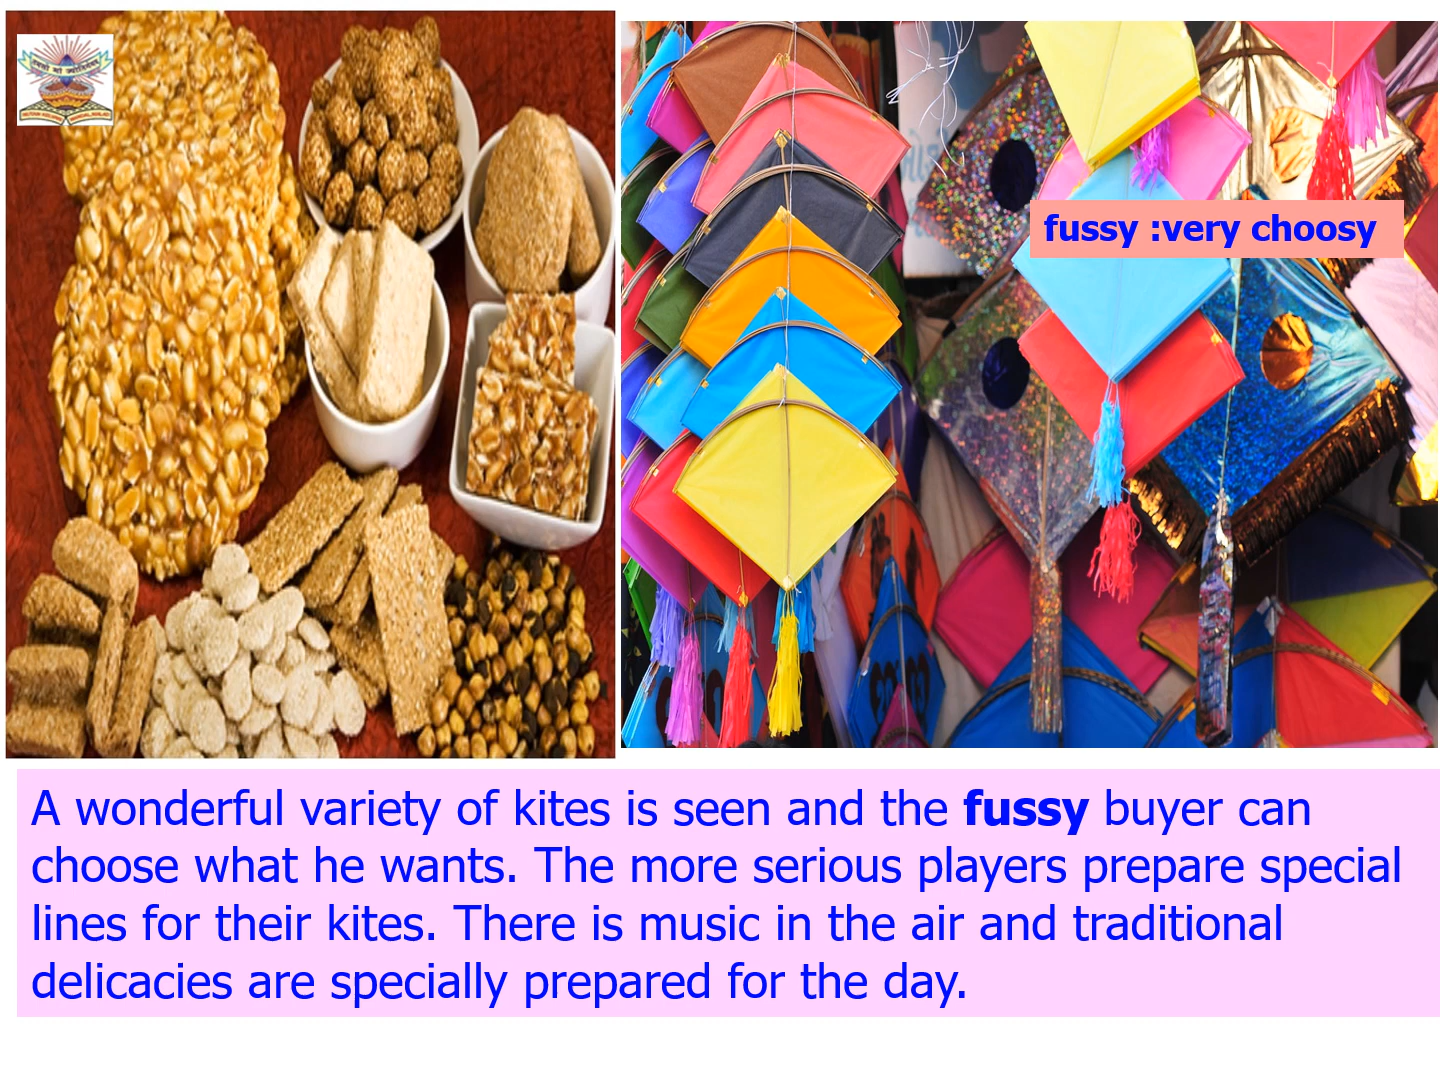 fussy :very choosy
A wonderful variety of kites is seen and the fussy buyer can
choose what he wants. The more serious players prepare special
lines for their kites. There is music in the air and traditional
delicacies are specially prepared for the day.